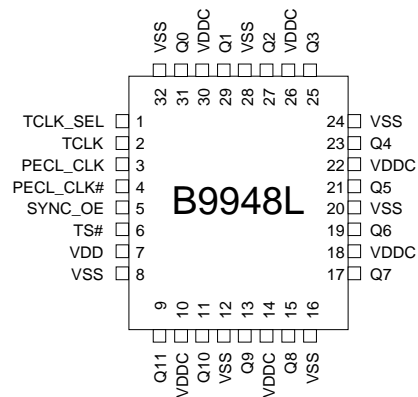 VSS Q0 VDDC Q1 VSS Q2 VDDC Q3
32 31 30 29 28 27 26 25
TCLK_SEL 1 24 VSS
TCLK 2 23 Q4
PECL_CLK 3 22 VDDC
PECL_CLK# 4 21 Q5
SYNC_OE 5 20 VSS
TS# 6 19 Q6
VDD 7 18 VDDC
VSS 8 17 Q7
B9948L
9 10 11 12 13 14 15 16
Q11 VDDC Q10 VSS Q9 VDDC Q8 VSS